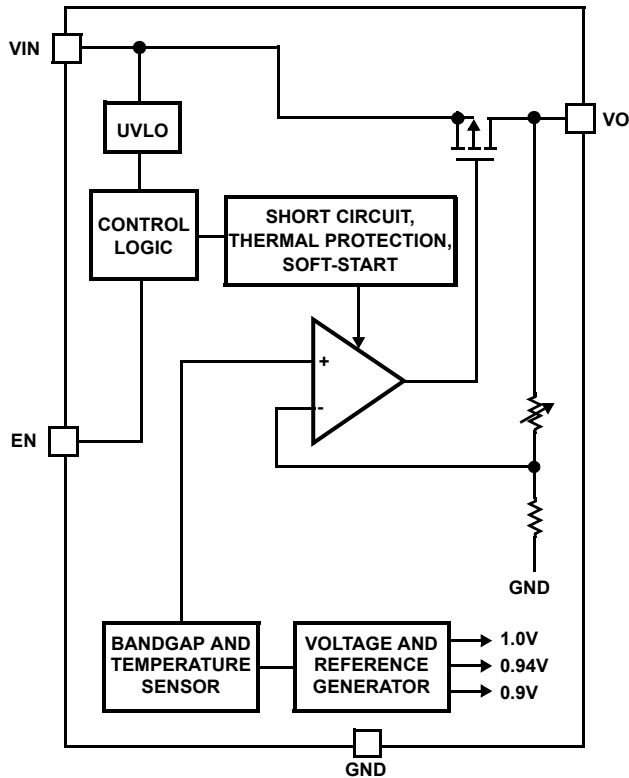 VIN
VO
UVLO
CONTROL
LOGIC
SHORT CIRCUIT,
THERMAL PROTECTION,
SOFT-START
+
-
EN
GND
BANDGAP AND
TEMPERATURE
SENSOR
VOLTAGE AND
REFERENCE
GENERATOR
1.0V
0.94V
0.9V
GND